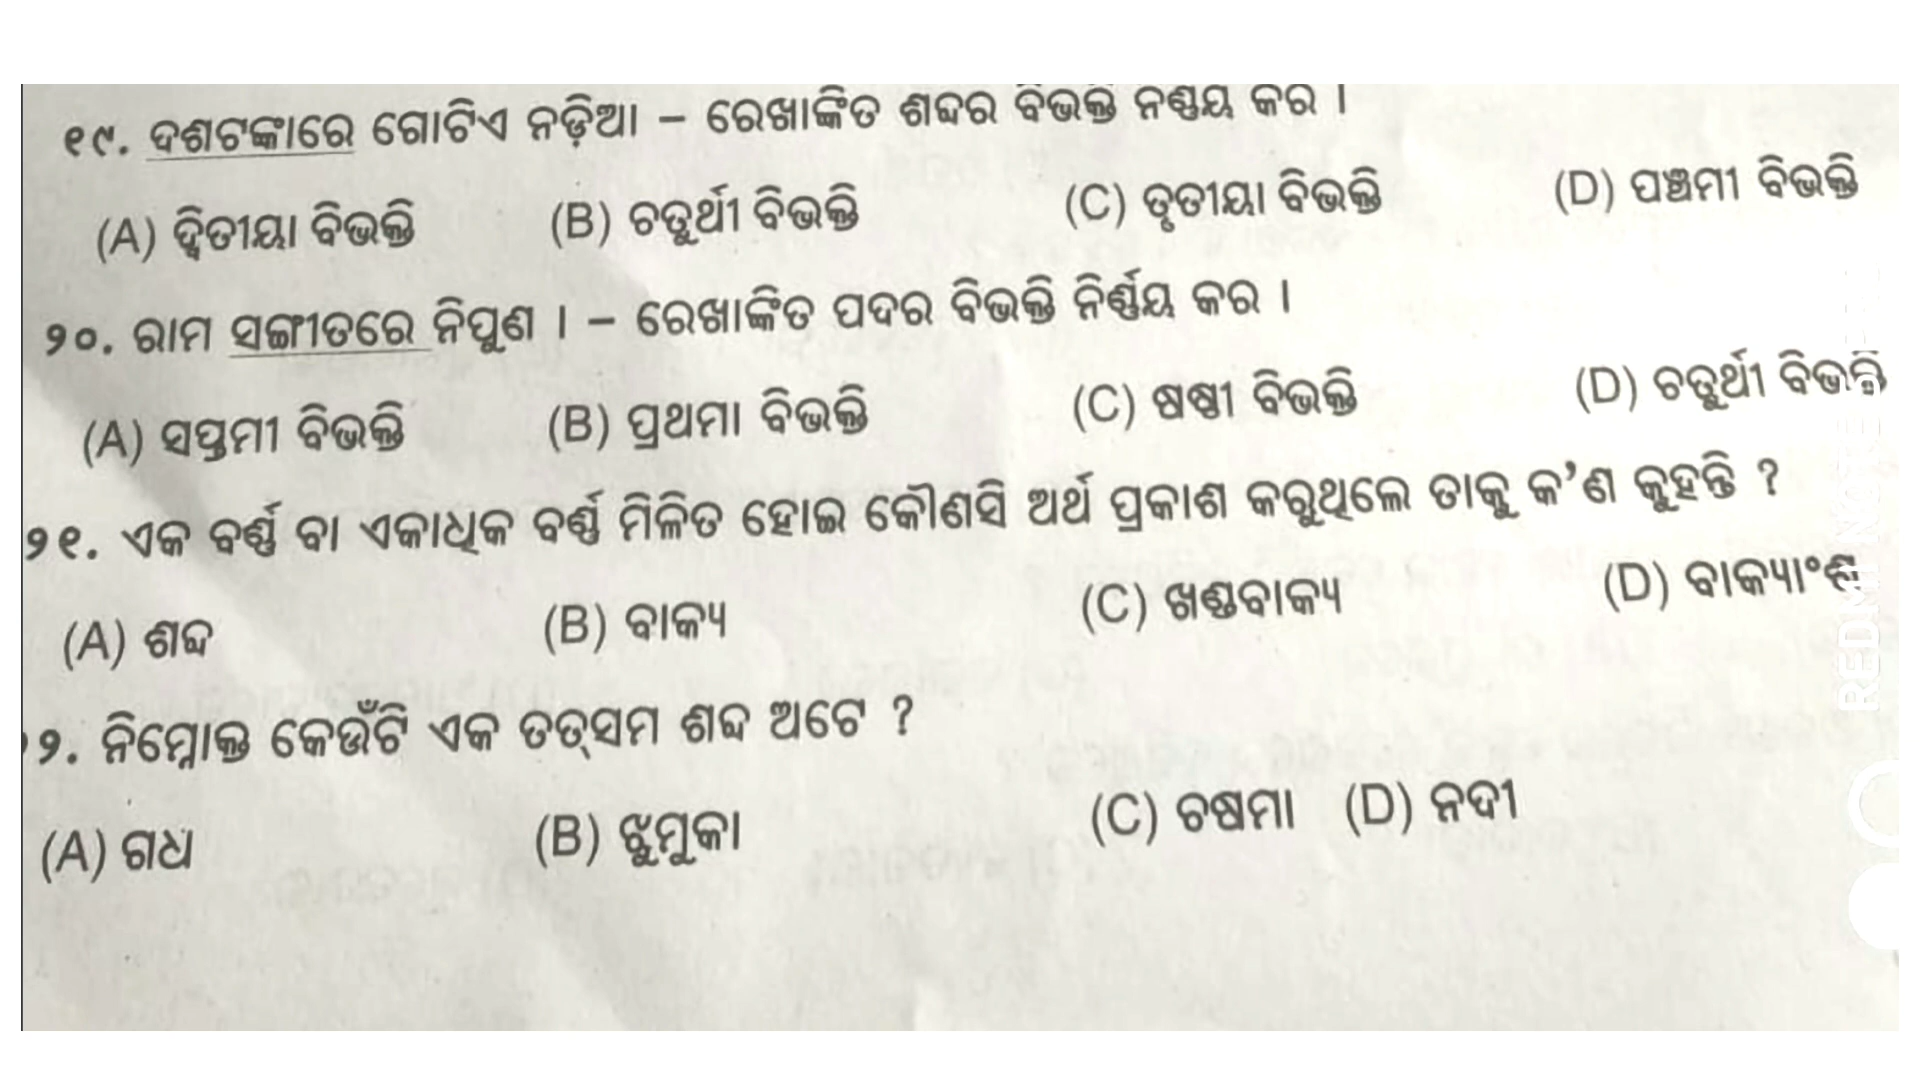 ୧୯. ଦଶଟଙ୍କାରେ ଗୋଟିଏ ନଡ଼ିଆ – ରେଖାଙ୍କିତ ଶବ୍ଦର ବିଭକ୍ତି ନିର୍ଣ୍ଣୟ କର ।
(A) ଦ୍ୱିତୀୟା ବିଭକ୍ତି (B) ଚତୁର୍ଥୀ ବିଭକ୍ତି (C) ତୃତୀୟା ବିଭକ୍ତି (D) ପଞ୍ଚମୀ ବିଭକ୍ତି
୨୦. ରାମ ସଙ୍ଗୀତରେ ନିପୁଣ । – ରେଖାଙ୍କିତ ପଦର ବିଭକ୍ତି ନିର୍ଣ୍ଣୟ କର ।
(A) ସପ୍ତମୀ ବିଭକ୍ତି (B) ପ୍ରଥମା ବିଭକ୍ତି (C) ଷଷ୍ଠୀ ବିଭକ୍ତି (D) ଚତୁର୍ଥୀ ବିଭକ୍ତି
୨୧. ଏକ ବର୍ଣ୍ଣ ବା ଏକାଧିକ ବର୍ଣ୍ଣ ମିଳିତ ହୋଇ କୌଣସି ଅର୍ଥ ପ୍ରକାଶ କରୁଥିଲେ ତାକୁ କ'ଣ କୁହନ୍ତି ?
(A) ଶବ୍ଦ (B) ବାକ୍ୟ (C) ଖଣ୍ଡବାକ୍ୟ (D) ବାକ୍ୟାଂଶ
୨. ନିମ୍ନୋକ୍ତ କେଉଁଟି ଏକ ତତ୍‌ସମ ଶବ୍ଦ ଅଟେ ?
(A) ଗଧ (B) ଝୁମୁକା (C) ଚଷମା (D) ନଦୀ
REDMI NOTE